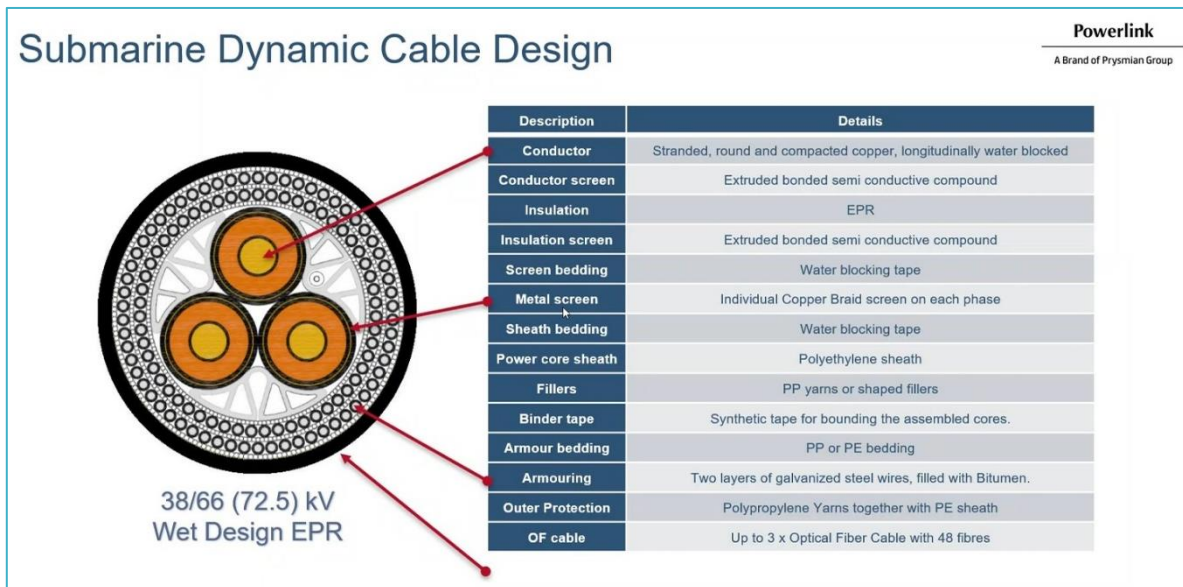 Submarine Dynamic Cable Design
Powerlink
A Brand of Prysmian Group
Description Details
Conductor Stranded, round and compacted copper, longitudinally water blocked
Conductor screen Extruded bonded semi conductive compound
Insulation EPR
Insulation screen Extruded bonded semi conductive compound
Screen bedding Water blocking tape
Metal screen Individual Copper Braid screen on each phase
Sheath bedding Water blocking tape
Power core sheath Polyethylene sheath
Fillers PP yarns or shaped fillers
Binder tape Synthetic tape for bounding the assembled cores.
Armour bedding PP or PE bedding
Armouring Two layers of galvanized steel wires, filled with Bitumen.
Outer Protection Polypropylene Yarns together with PE sheath
OF cable Up to 3 x Optical Fiber Cable with 48 fibres
38/66 (72.5) kV
Wet Design EPR